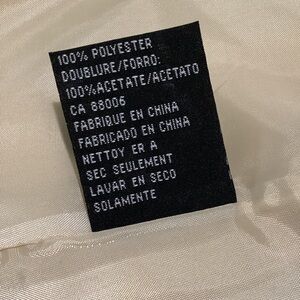 100% POLYESTER
DOUBLURE/FORRO:
100%ACETATE/ACETATO
CA 88006
FABRIQUE EN CHINA
FABRICADO EN CHINA
NETTOY ER A
SEC SEULEMENT
LAVAR EN SECO
SOLAMENTE